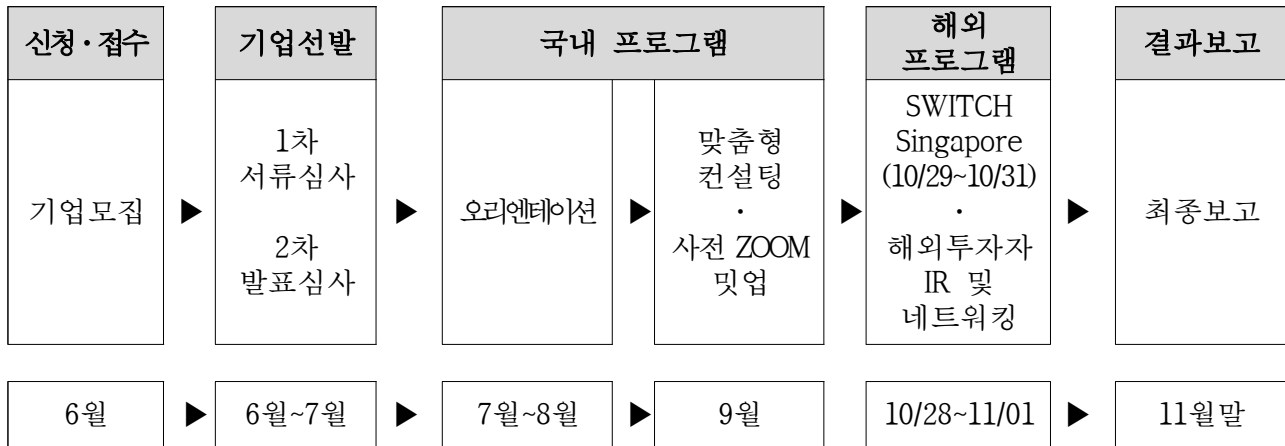 신청·접수
기업선발
국내 프로그램
해외
프로그램
결과보고
기업모집
▶
1차
서류심사
2차
발표심사
▶
오리엔테이션
▶
맞춤형
컨설팅
·
사전 ZOOM
밋업
▶
SWITCH
Singapore
(10/29~10/31)
·
해외투자자
IR 및
네트워킹
▶
최종보고
6월 ▶ 6월~7월 ▶ 7월~8월 ▶ 9월 ▶ 10/28~11/01 ▶ 11월말